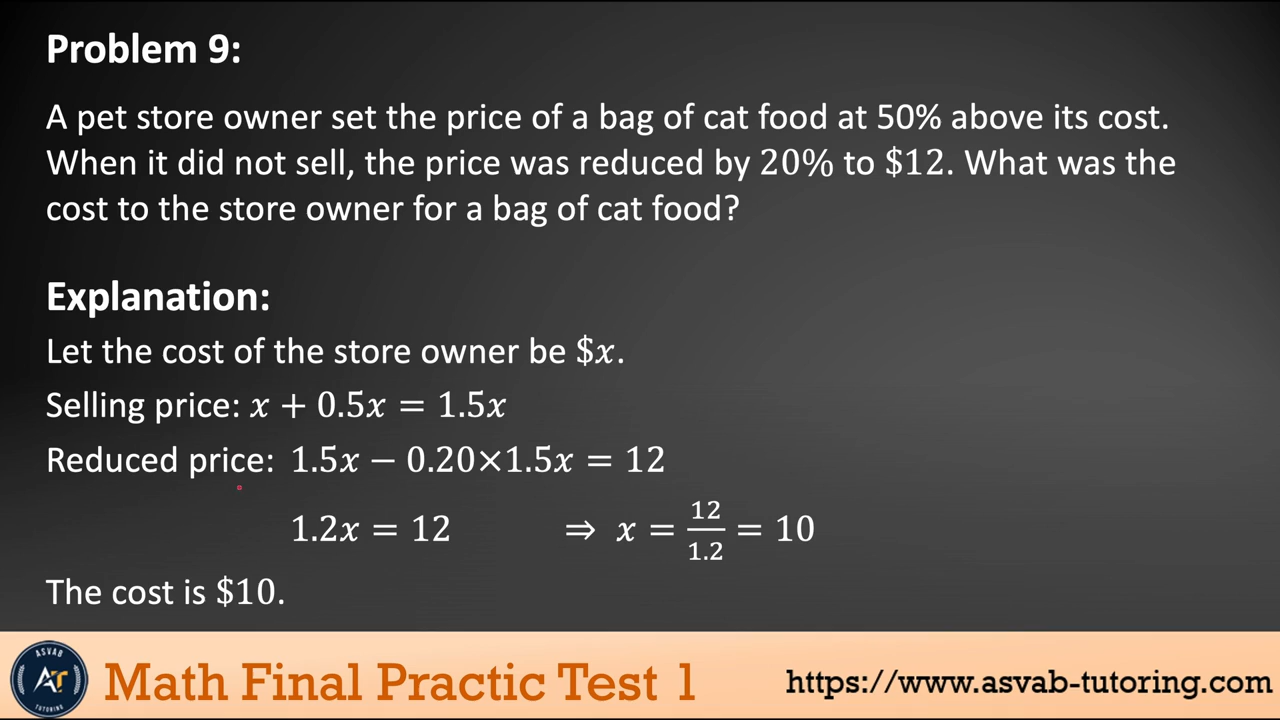 Problem 9:
A pet store owner set the price of a bag of cat food at 50% above its cost.
When it did not sell, the price was reduced by 20% to $12. What was the
cost to the store owner for a bag of cat food?
Explanation:
Let the cost of the store owner be $x.
Selling price: x + 0.5x = 1.5x
Reduced price: 1.5x − 0.20×1.5x = 12
1.2x = 12 ⇒ x = 12/1.2 = 10
The cost is $10.
ASVAB
AT
TUTORING
Math Final Practic Test 1
https://www.asvab-tutoring.com